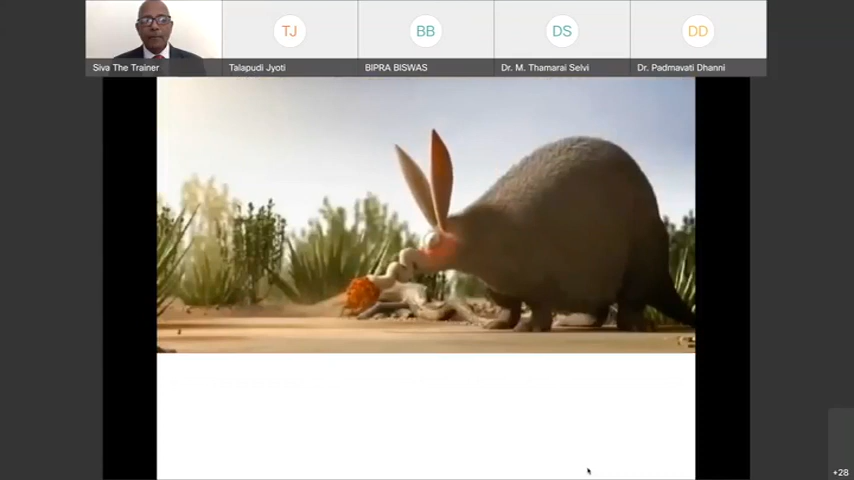 TJ
BB
DS
DD
Siva The Trainer
Talapudi Jyoti
BIPRA BISWAS
Dr. M. Thamarai Selvi
Dr. Padmavati Dhanni
+28